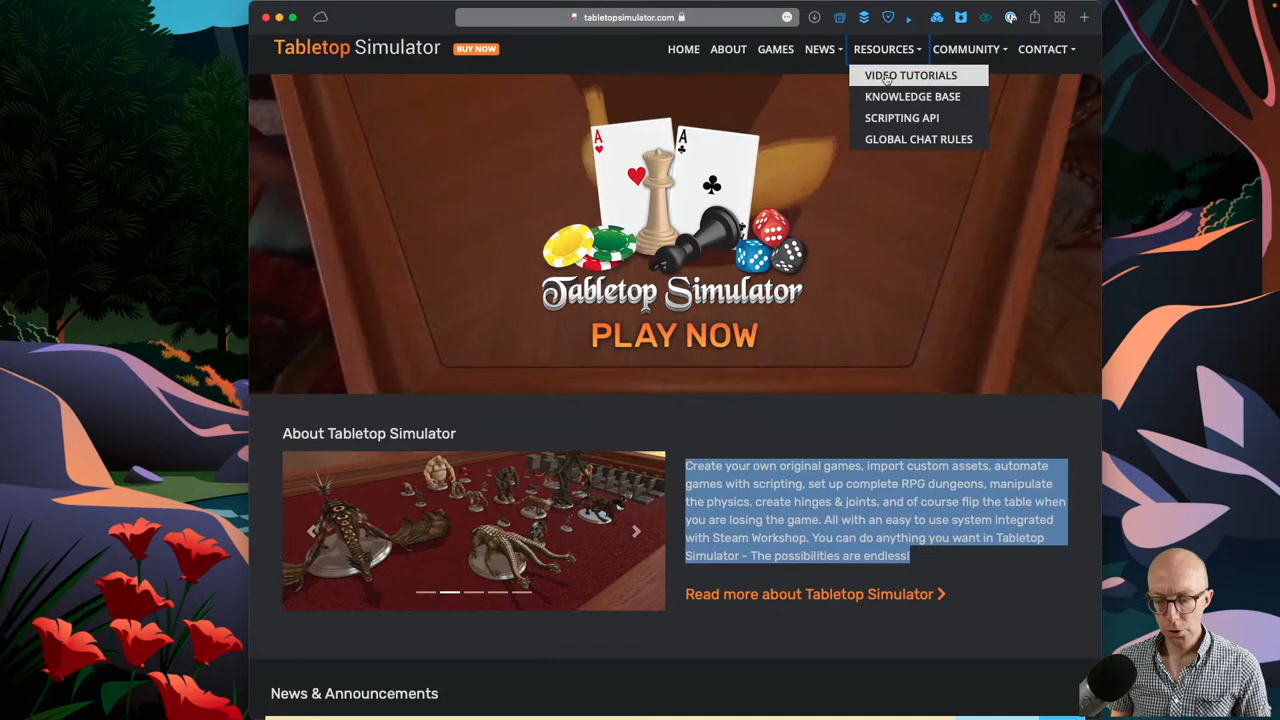 tabletopsimulator.com
Tabletop Simulator BUY NOW
HOME ABOUT GAMES NEWS RESOURCES COMMUNITY CONTACT
VIDEO TUTORIALS
KNOWLEDGE BASE
SCRIPTING API
GLOBAL CHAT RULES
A A
Tabletop Simulator
PLAY NOW
About Tabletop Simulator
Create your own original games, import custom assets, automate
games with scripting, set up complete RPG dungeons, manipulate
the physics, create hinges & joints, and of course flip the table when
you are losing the game. All with an easy to use system integrated
with Steam Workshop. You can do anything you want in Tabletop
Simulator - The possibilities are endless!
Read more about Tabletop Simulator
News & Announcements